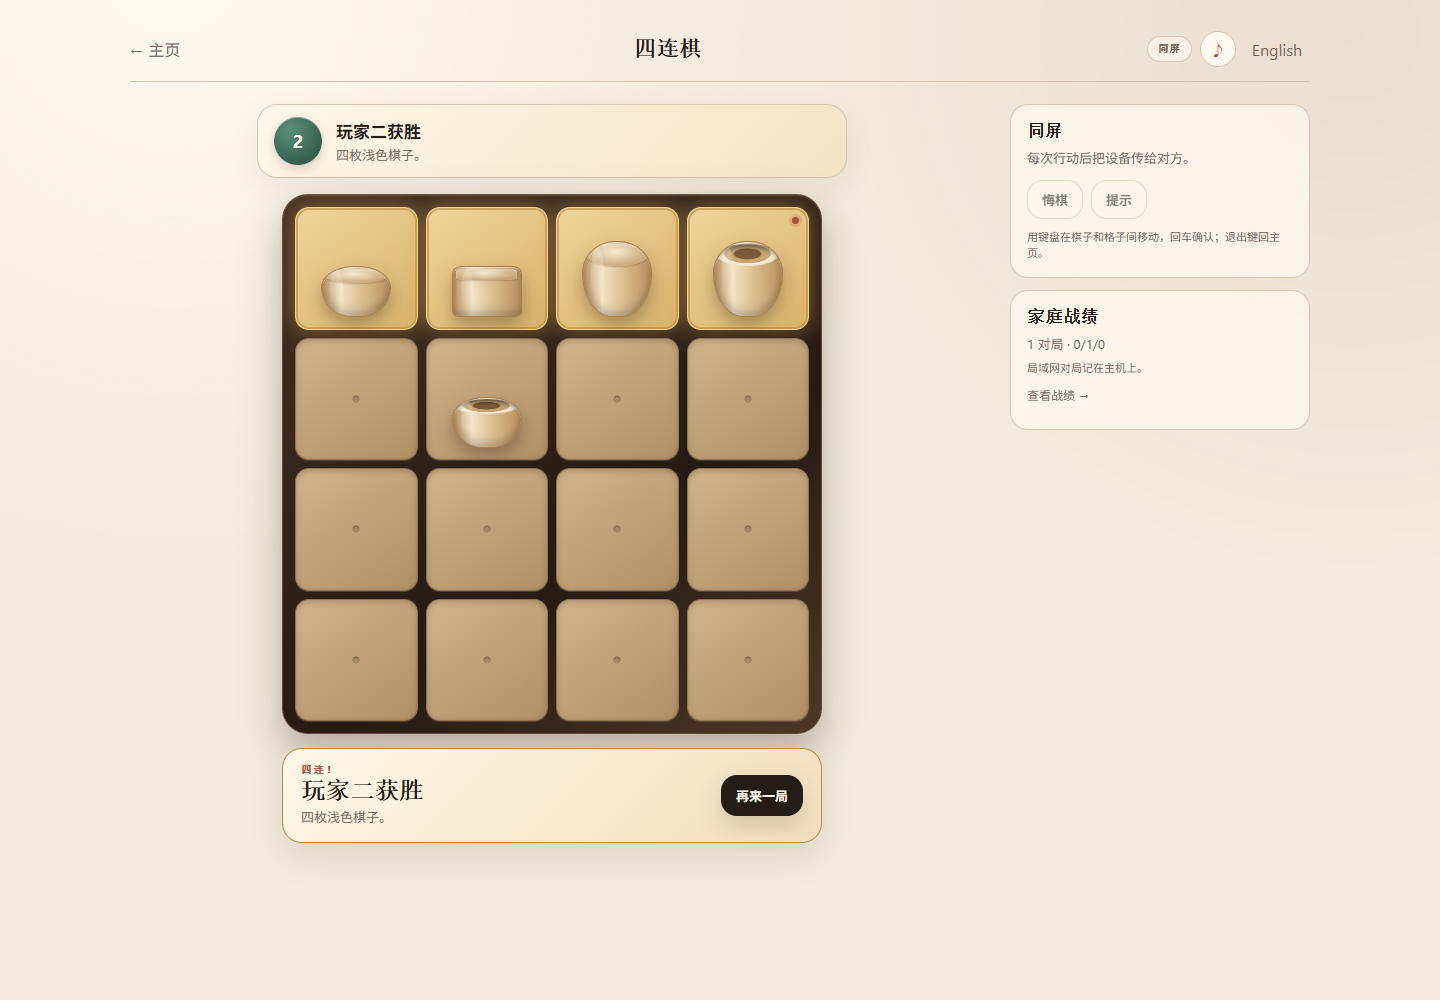 ← 主页
四连棋
同屏
♪
English
2
玩家二获胜
四枚浅色棋子。
同屏
每次行动后把设备传给对方。
悔棋
提示
用键盘在棋子和格子间移动，回车确认；退出键回主
页。
家庭战绩
1 对局 · 0/1/0
局域网对局记在主机上。
查看战绩 →
四连！
玩家二获胜
四枚浅色棋子。
再来一局